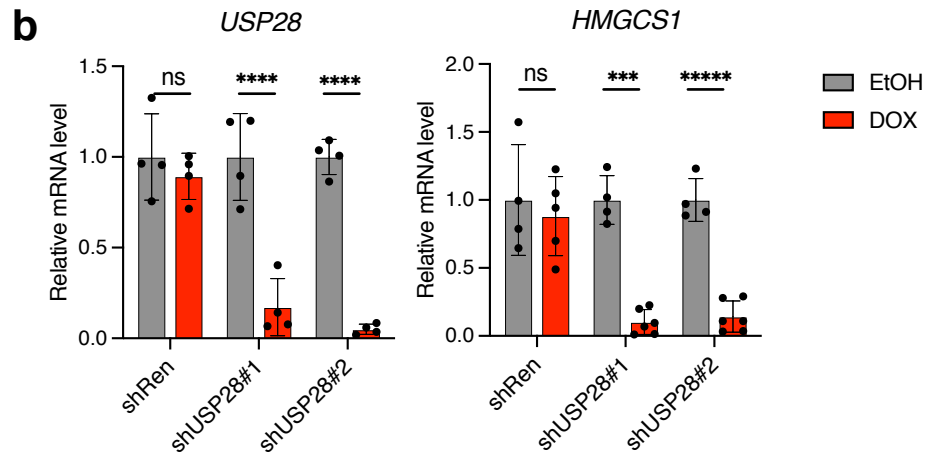 b
USP28
HMGCS1
Relative mRNA level
1.5
1.0
0.5
0.0
ns
****
****
shRen
shUSP28#1
shUSP28#2
Relative mRNA level
2.0
1.5
1.0
0.5
0.0
ns
***
*****
shRen
shUSP28#1
shUSP28#2
EtOH
DOX